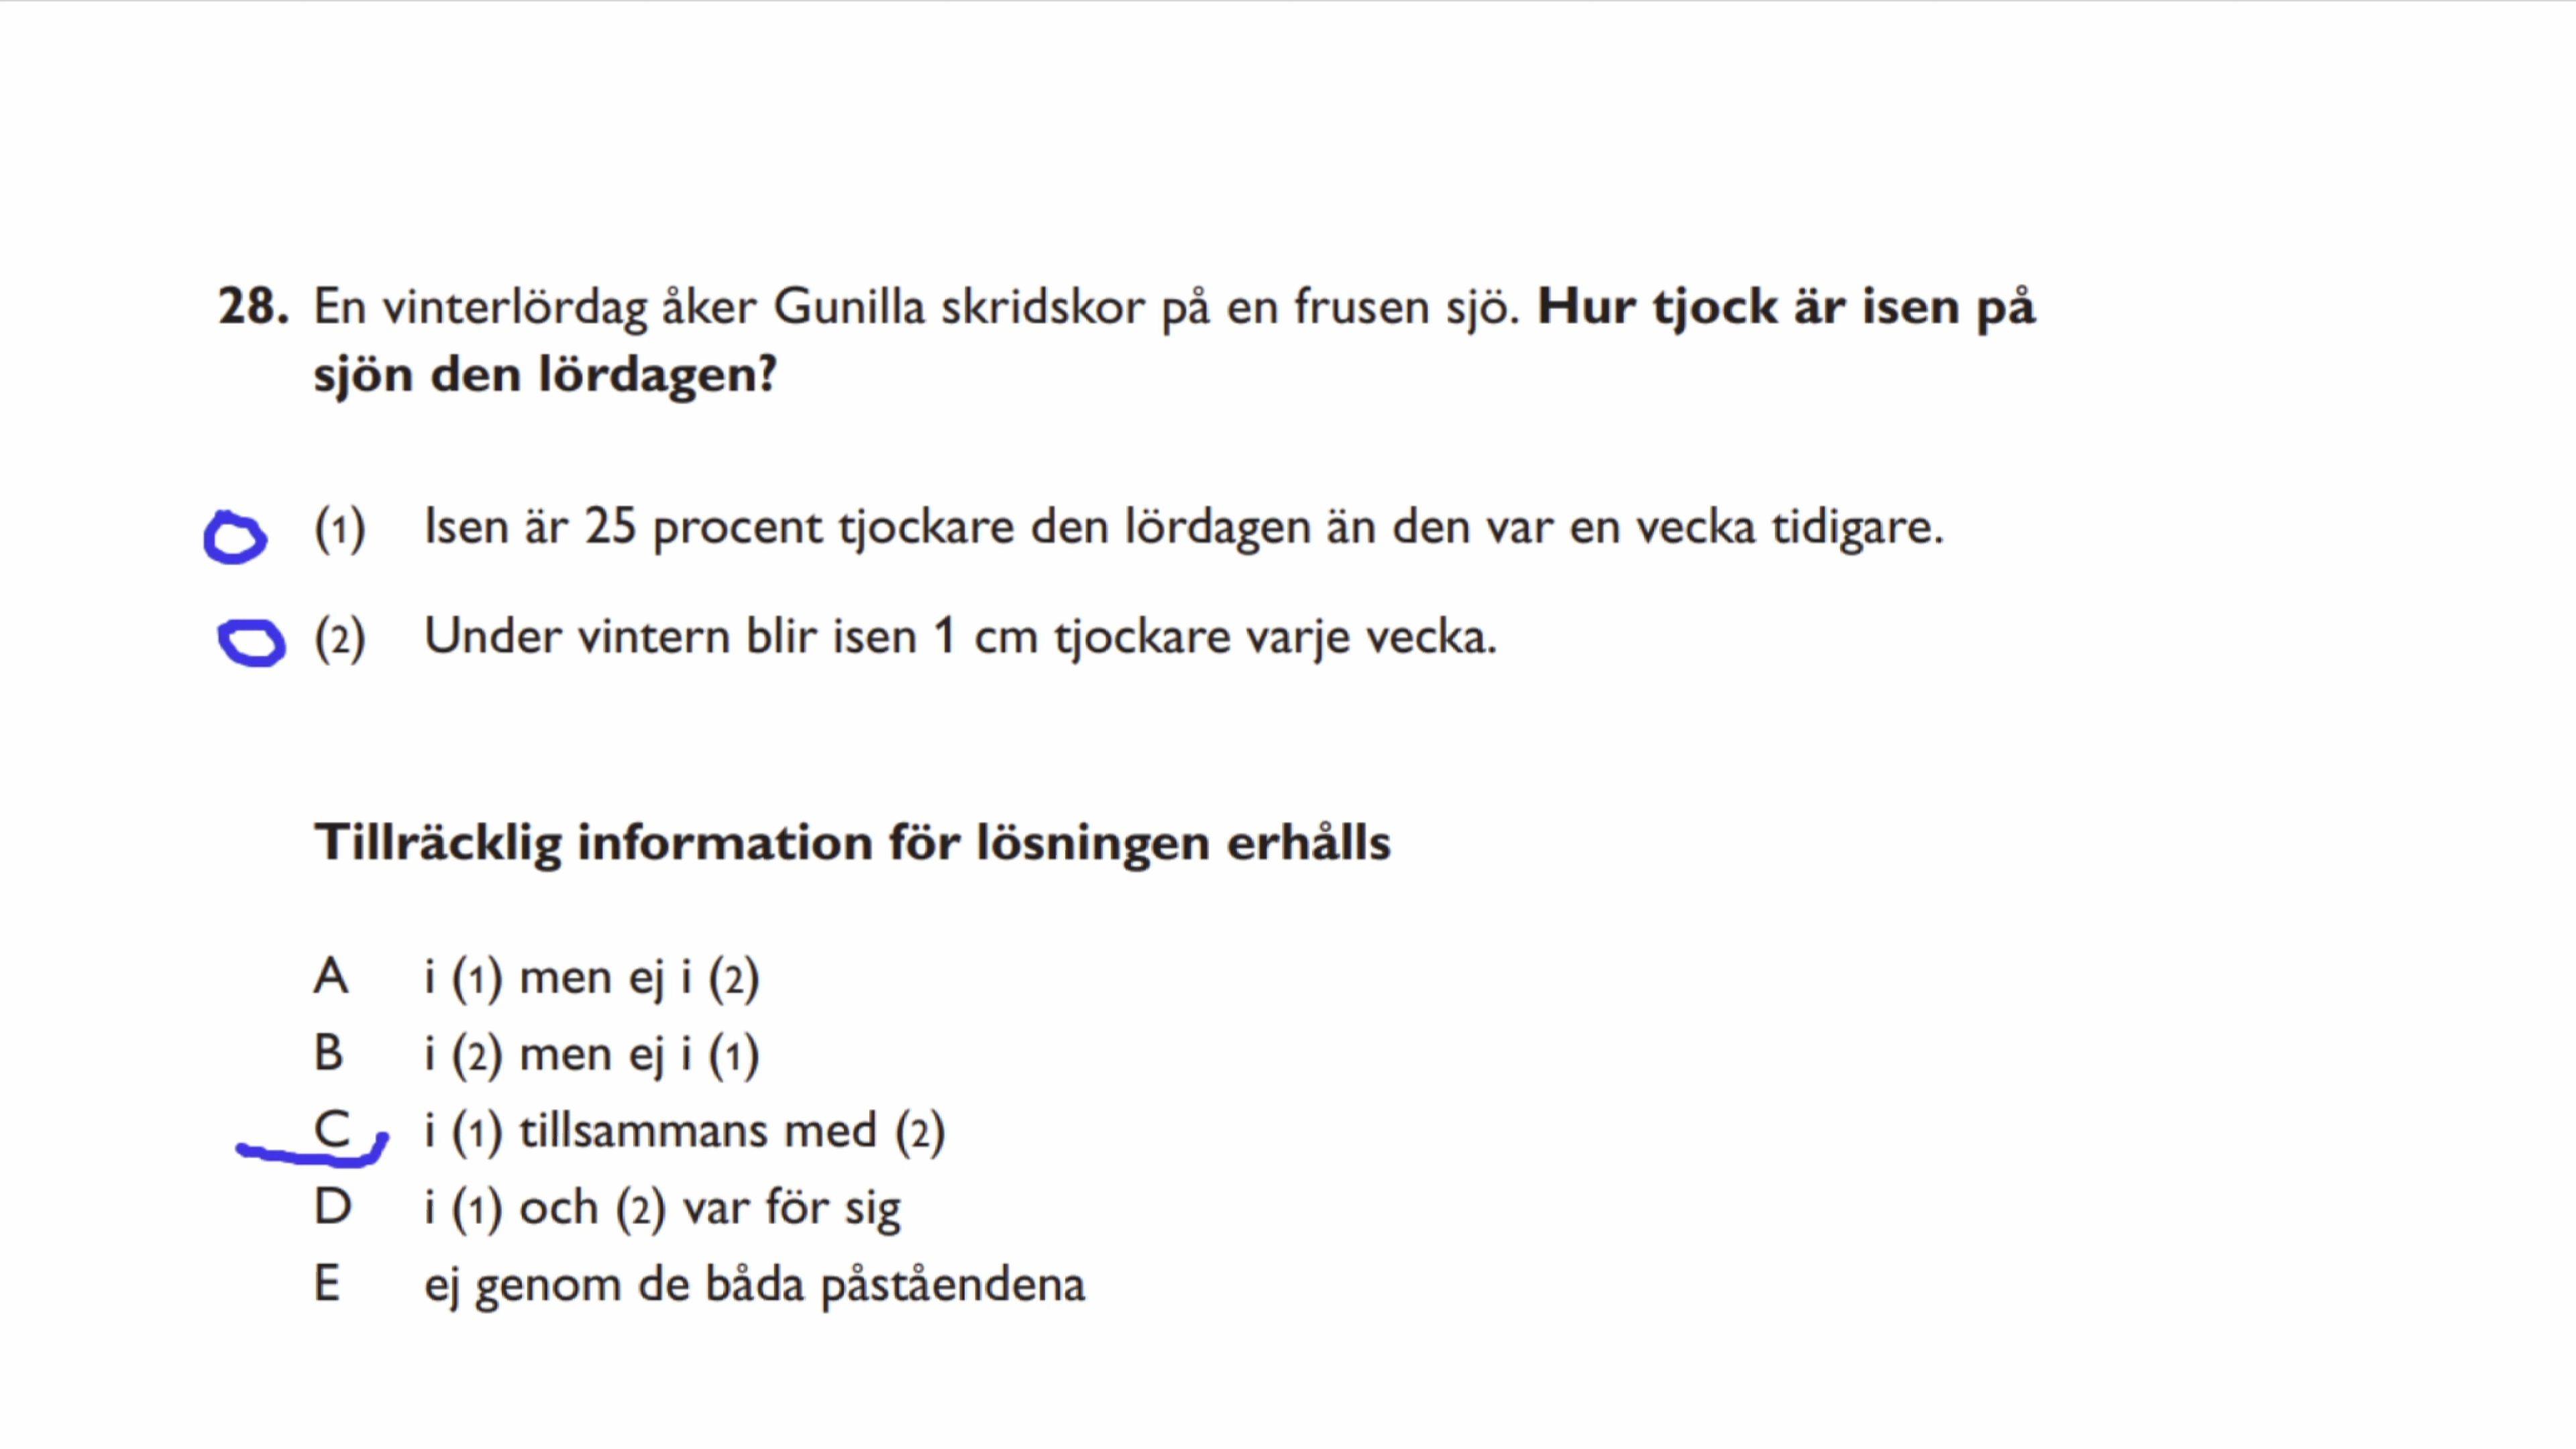 28. En vinterlördag åker Gunilla skridskor på en frusen sjö. Hur tjock är isen på
sjön den lördagen?
(1) Isen är 25 procent tjockare den lördagen än den var en vecka tidigare.
(2) Under vintern blir isen 1 cm tjockare varje vecka.
Tillräcklig information för lösningen erhålls
A i (1) men ej i (2)
B i (2) men ej i (1)
C i (1) tillsammans med (2)
D i (1) och (2) var för sig
E ej genom de båda påståendena